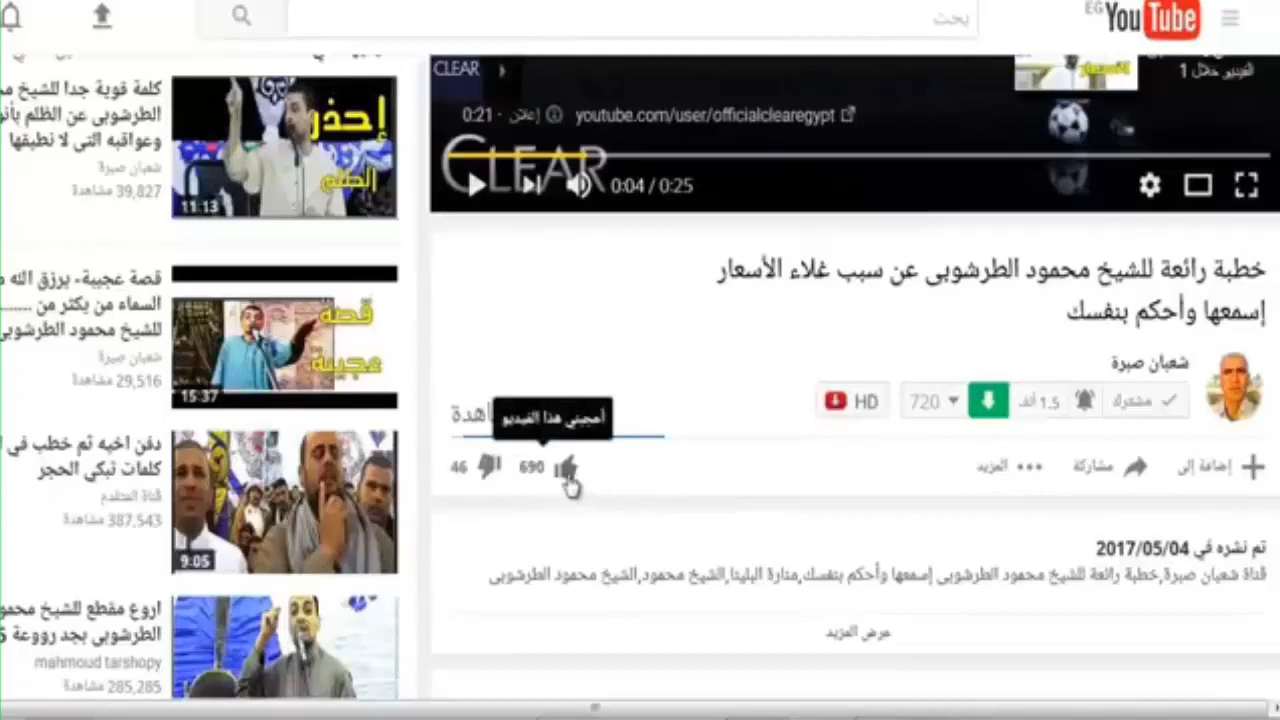 EG
YouTube
بحث
CLEAR
الفيديو خلال 1
إعلان · 0:21
youtube.com/user/officialclearegypt
CLEAR
0:04 / 0:25
خطبة رائعة للشيخ محمود الطرشوبى عن سبب غلاء الأسعار
إسمعها وأحكم بنفسك
شعبان صبرة
مشترك
1.5 ألف
720
HD
أعجبني هذا الفيديو
إضافة إلى
مشاركة
المزيد
690
46
تم نشره في 2017/05/04
قناة شعبان صبرة,خطبة رائعة للشيخ محمود الطرشوبى إسمعها وأحكم بنفسك,منارة البلينا,الشيخ محمود,الشيخ محمود الطرشوبى
عرض المزيد
إحذر
الظلم
11:13
كلمة قوية جدا للشيخ
الطرشوبى عن الظلم
وعواقبه التى لا نطيقها
شعبان صبرة
39,827 مشاهدة
قصة
عجيبة
15:37
قصة عجيبة- يرزق الله
السماء من يكثر من ........
للشيخ محمود الطرشوبى
شعبان صبرة
29,516 مشاهدة
9:05
دفن اخيه ثم خطب فى
كلمات تبكي الحجر
قناة المتقدم
387,543 مشاهدة
اروع مقطع للشيخ
الطرشوبى بجد رووعة
mahmoud tarshopy
285,285 مشاهدة